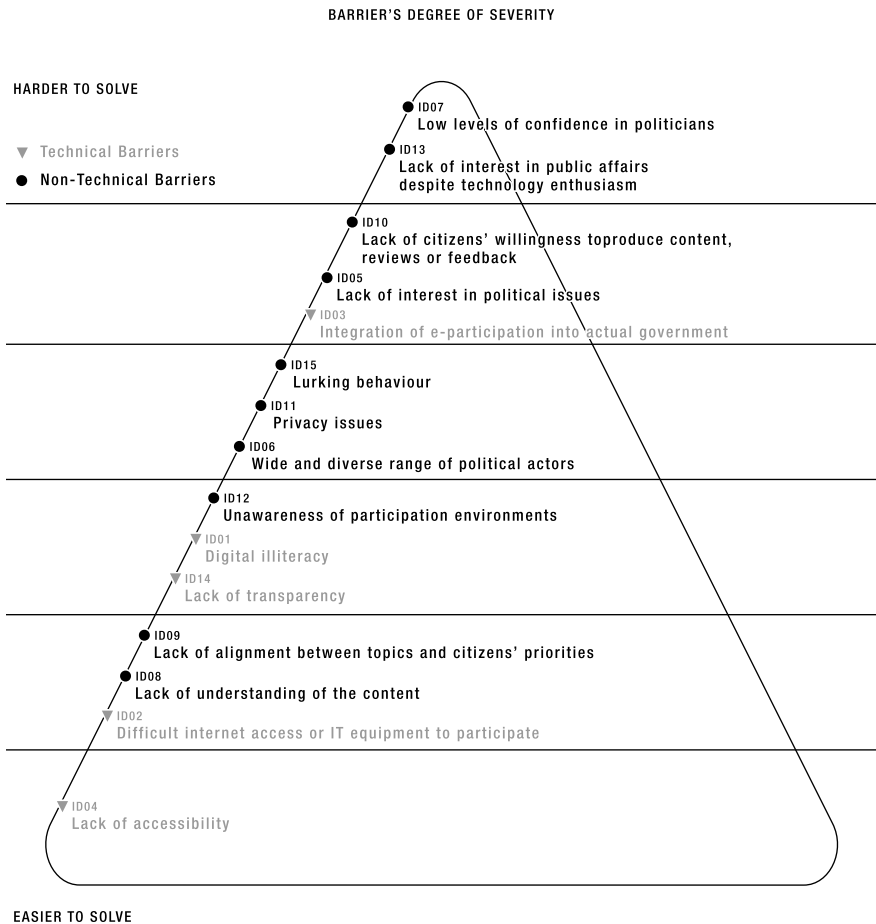 BARRIER’S DEGREE OF SEVERITY
HARDER TO SOLVE
Technical Barriers
Non-Technical Barriers
ID07
Low levels of confidence in politicians
ID13
Lack of interest in public affairs
despite technology enthusiasm
ID10
Lack of citizens’ willingness toproduce content,
reviews or feedback
ID05
Lack of interest in political issues
ID03
Integration of e-participation into actual government
ID15
Lurking behaviour
ID11
Privacy issues
ID06
Wide and diverse range of political actors
ID12
Unawareness of participation environments
ID01
Digital illiteracy
ID14
Lack of transparency
ID09
Lack of alignment between topics and citizens’ priorities
ID08
Lack of understanding of the content
ID02
Difficult internet access or IT equipment to participate
ID04
Lack of accessibility
EASIER TO SOLVE